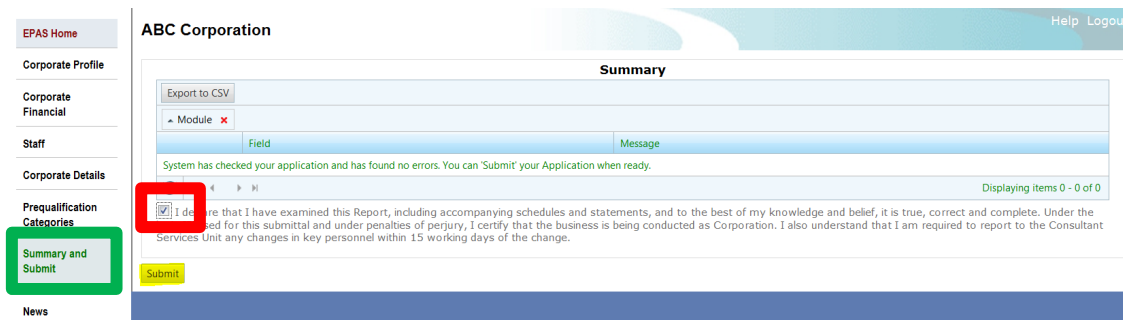 Help Logou
ABC Corporation
EPAS Home
Corporate Profile
Corporate
Financial
Staff
Corporate Details
Prequalification
Categories
Summary and
Submit
News
Summary
Export to CSV
Module
Field Message
System has checked your application and has found no errors. You can 'Submit' your Application when ready.
Displaying items 0 - 0 of 0
I that I have examined this Report, including accompanying schedules and statements, and to the best of my knowledge and belief, it is true, correct and complete. Under the
sed for this submittal and under penalties of perjury, I certify that the business is being conducted as Corporation. I also understand that I am required to report to the Consultant
Services Unit any changes in key personnel within 15 working days of the change.
Submit